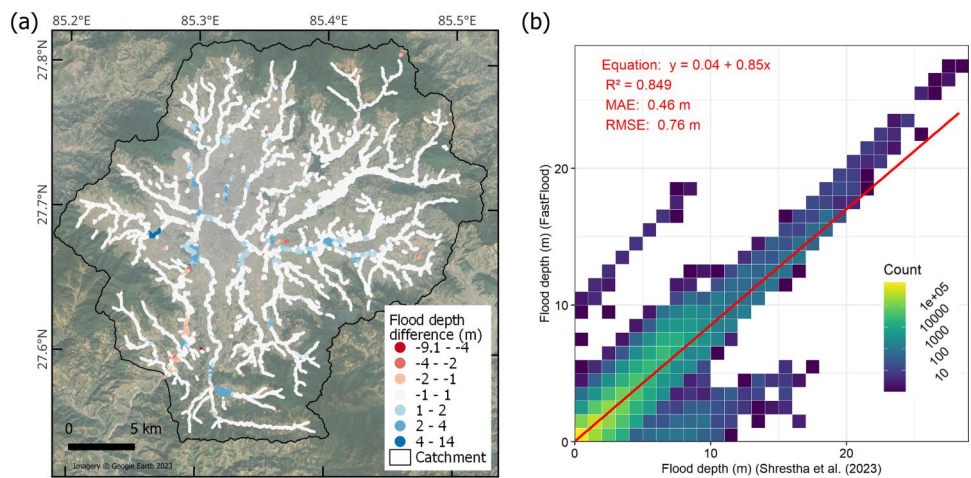 (a)
85.2°E 85.3°E 85.4°E 85.5°E
27.8°N
27.7°N
27.6°N
Flood depth
difference (m)
-9.1 - -4
-4 - -2
-2 - -1
-1 - 1
1 - 2
2 - 4
4 - 14
Catchment
0 5 km
Imagery © Google Earth 2023
(b)
Equation: y = 0.04 + 0.85x
R² = 0.849
MAE: 0.46 m
RMSE: 0.76 m
Flood depth (m) (FastFlood)
20
10
0
Count
1e+05
10000
1000
100
10
0 10 20
Flood depth (m) (Shrestha et al. (2023)